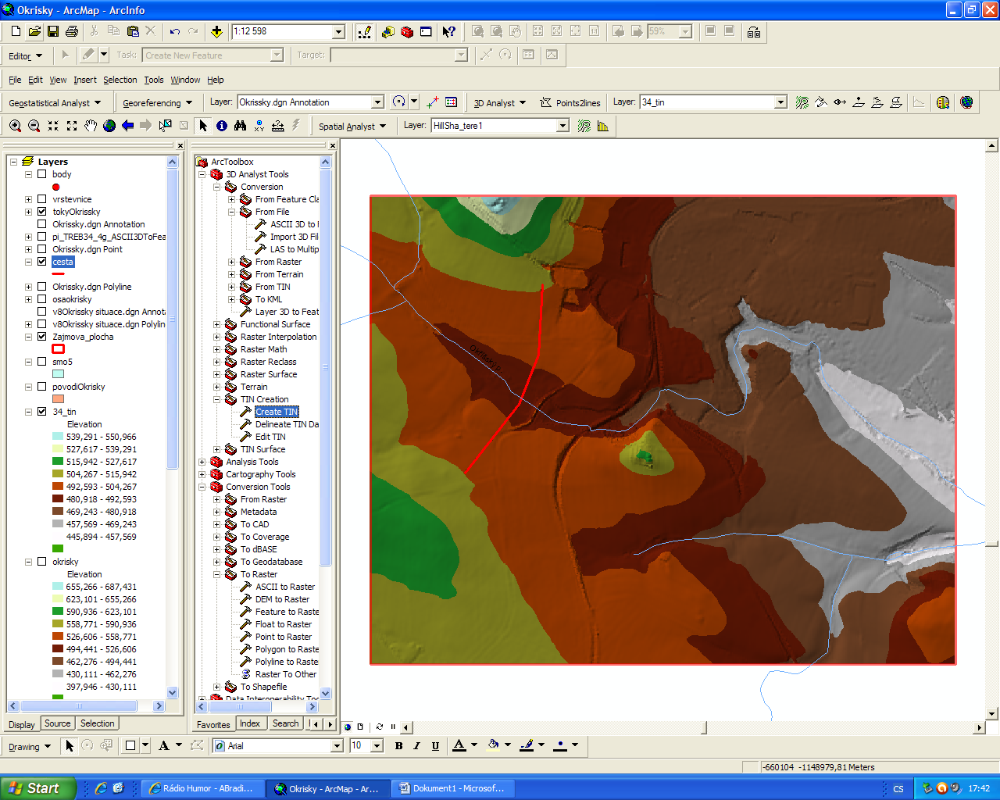 Okrisky - ArcMap - ArcInfo
1:12 598
59%
Editor
Task:
Create New Feature
Target:
File Edit View Insert Selection Tools Window Help
Geostatistical Analyst
Georeferencing
Layer:
Okrissky.dgn Annotation
3D Analyst
Points2lines
Layer:
34_tin
Spatial Analyst
Layer:
HillSha_tere1
Layers
body
vrstevnice
tokyOkrissky
Okrissky.dgn Annotation
pi_TREB34_4g_ASCII3DToFea
Okrissky.dgn Point
cesta
Okrissky.dgn Polyline
osaokrisky
v8Okrissky situace.dgn Annota
v8Okrissky situace.dgn Polylin
Zajmova_plocha
smo5
povodiOkrisky
34_tin
Elevation
539,291 - 550,966
527,617 - 539,291
515,942 - 527,617
504,267 - 515,942
492,593 - 504,267
480,918 - 492,593
469,243 - 480,918
457,569 - 469,243
445,894 - 457,569
okrisky
Elevation
655,266 - 687,431
623,101 - 655,266
590,936 - 623,101
558,771 - 590,936
526,606 - 558,771
494,441 - 526,606
462,276 - 494,441
430,111 - 462,276
397,946 - 430,111
Display Source Selection
ArcToolbox
3D Analyst Tools
Conversion
From Feature Cla
From File
ASCII 3D to F
Import 3D Fil
LAS to Multip
From Raster
From Terrain
From TIN
To KML
Layer 3D to Feat
Functional Surface
Raster Interpolation
Raster Math
Raster Reclass
Raster Surface
Terrain
TIN Creation
Create TIN
Delineate TIN Da
Edit TIN
TIN Surface
Analysis Tools
Cartography Tools
Conversion Tools
From Raster
Metadata
To CAD
To Coverage
To dBASE
To Geodatabase
To Raster
ASCII to Raster
DEM to Raster
Feature to Raste
Float to Raster
Point to Raster
Polygon to Raste
Polyline to Raste
Raster To Other
To Shapefile
Data Interoperability Too
Favorites Index Search
Drawing
A
Arial
10
B I U A
-660104 -1148979,81 Meters
Start
Rádio Humor - ABradi...
Okrisky - ArcMap - Ar...
Dokument1 - Microsof...
CS
17:42